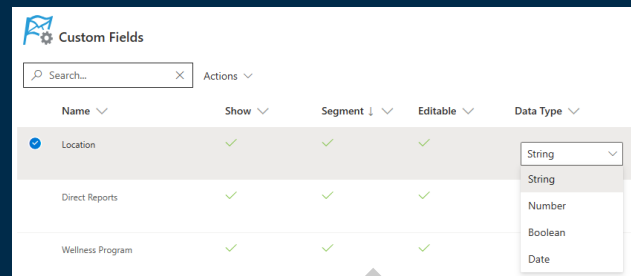 Custom Fields
Search...
Actions
Name Show Segment ↓ Editable Data Type
Location String
String
Direct Reports
Number
Boolean
Wellness Program
Date